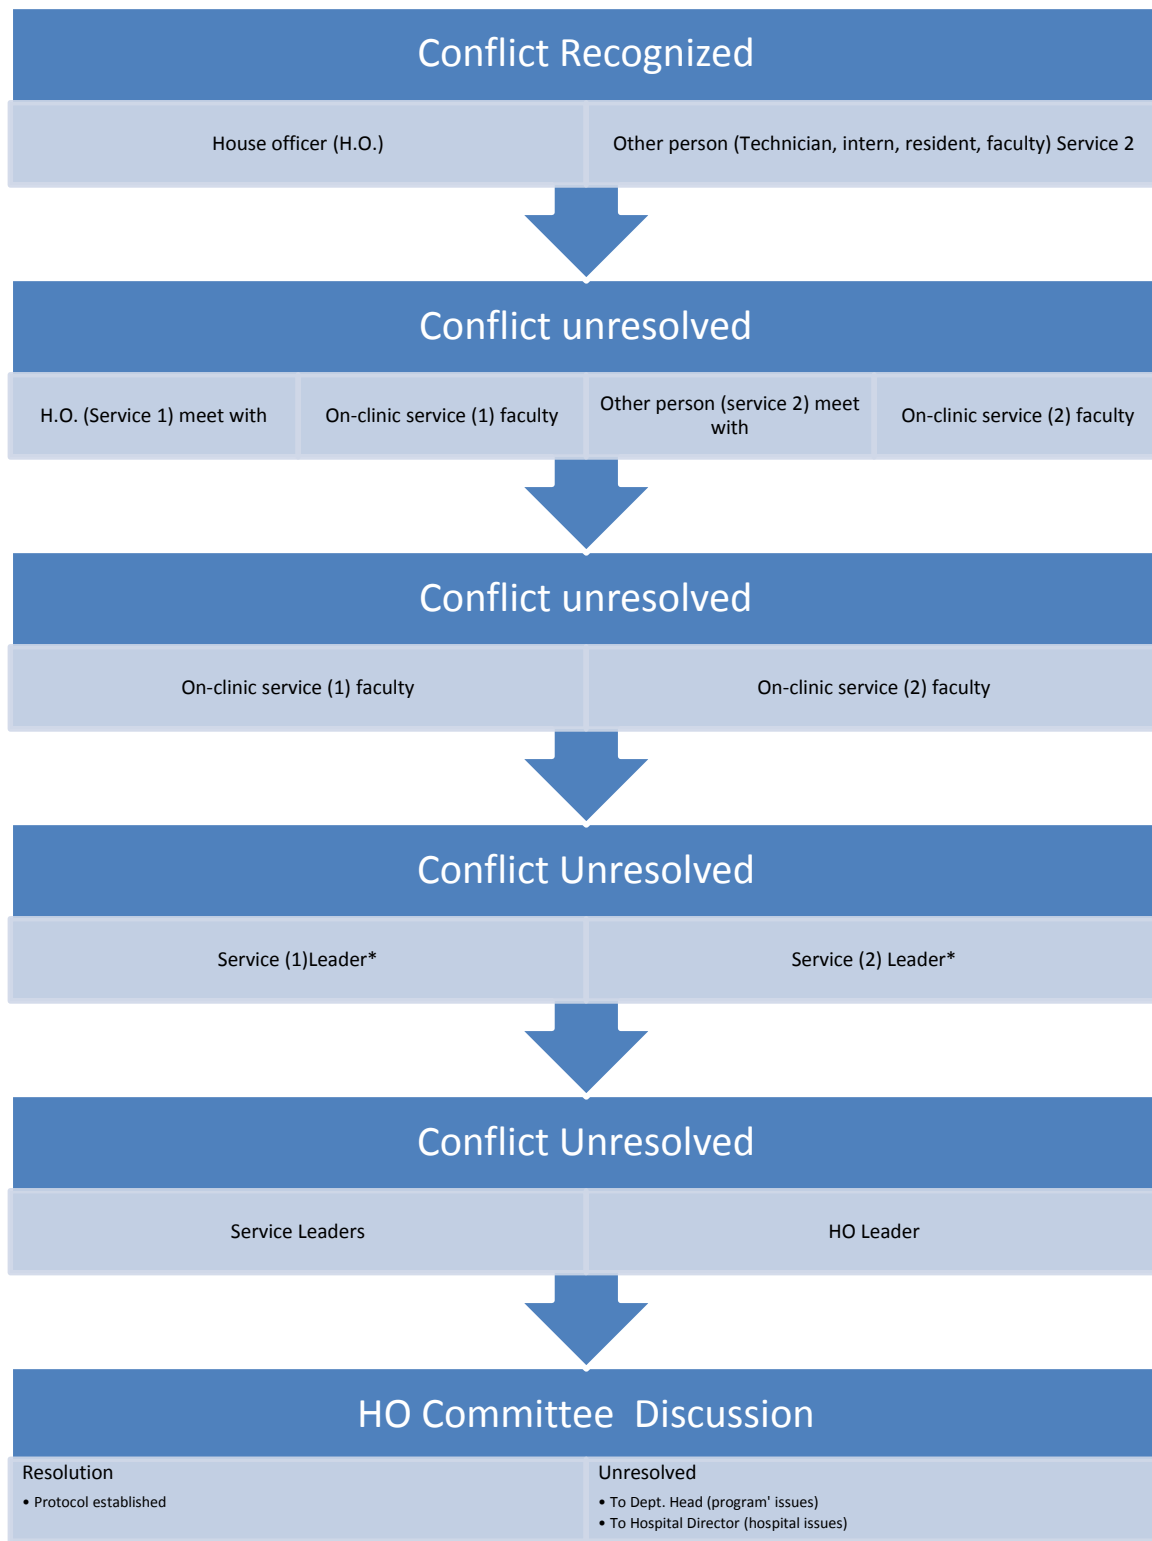 Conflict Recognized
House officer (H.O.)
Other person (Technician, intern, resident, faculty) Service 2
Conflict unresolved
H.O. (Service 1) meet with
On-clinic service (1) faculty
Other person (service 2) meet
with
On-clinic service (2) faculty
Conflict unresolved
On-clinic service (1) faculty
On-clinic service (2) faculty
Conflict Unresolved
Service (1)Leader*
Service (2) Leader*
Conflict Unresolved
Service Leaders
HO Leader
HO Committee  Discussion
Resolution
• Protocol established
Unresolved
• To Dept. Head (program' issues)
• To Hospital Director (hospital issues)